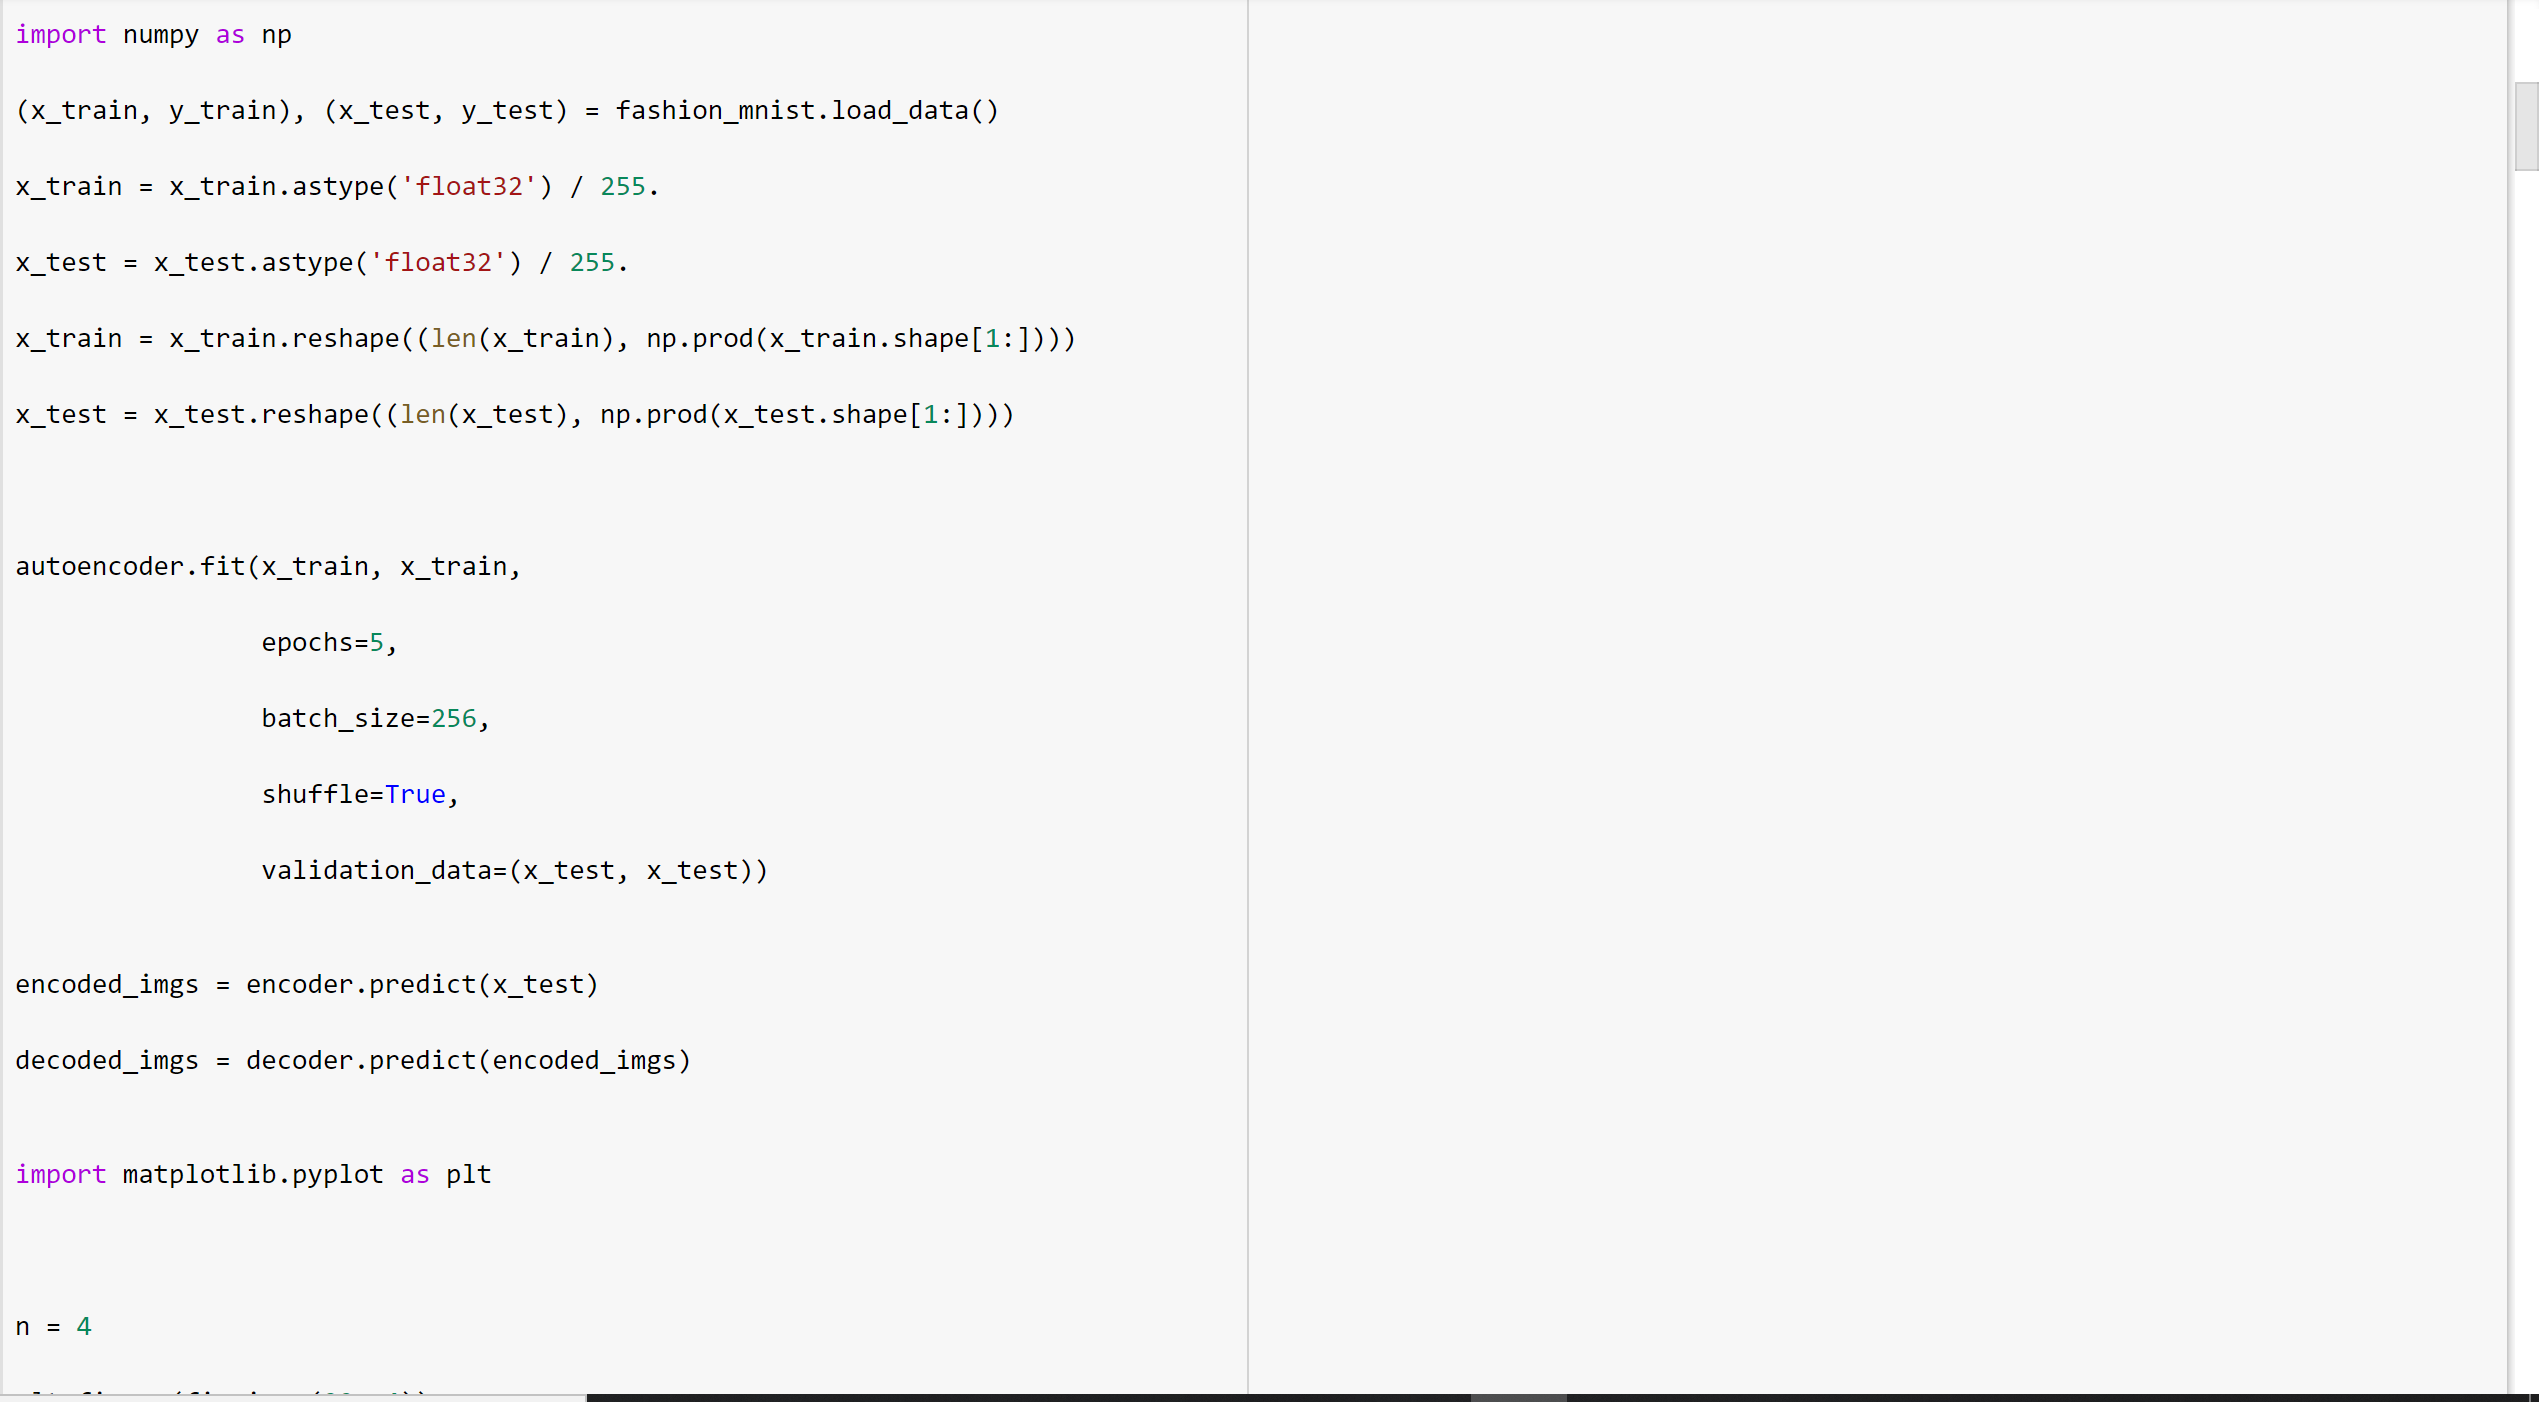 import numpy as np
(x_train, y_train), (x_test, y_test) = fashion_mnist.load_data()
x_train = x_train.astype('float32') / 255.
x_test = x_test.astype('float32') / 255.
x_train = x_train.reshape((len(x_train), np.prod(x_train.shape[1:])))
x_test = x_test.reshape((len(x_test), np.prod(x_test.shape[1:])))
autoencoder.fit(x_train, x_train,
                epochs=5,
                batch_size=256,
                shuffle=True,
                validation_data=(x_test, x_test))
encoded_imgs = encoder.predict(x_test)
decoded_imgs = decoder.predict(encoded_imgs)
import matplotlib.pyplot as plt
n = 4